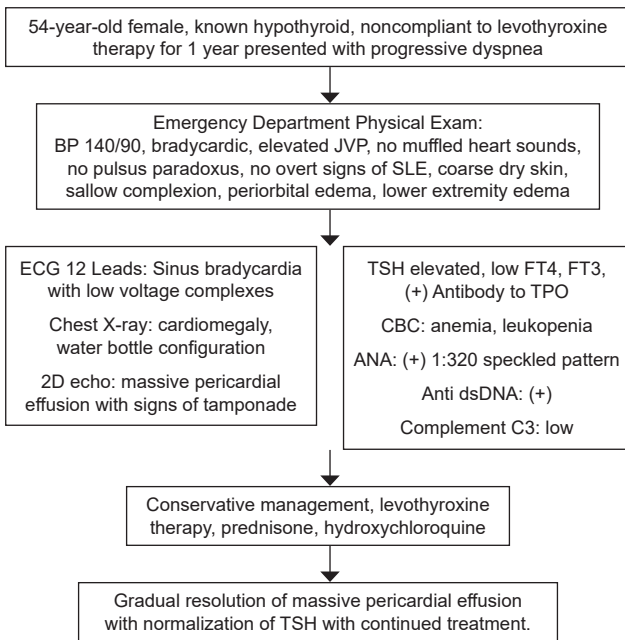 54-year-old female, known hypothyroid, noncompliant to levothyroxine
therapy for 1 year presented with progressive dyspnea
Emergency Department Physical Exam:
BP 140/90, bradycardic, elevated JVP, no muffled heart sounds,
no pulsus paradoxus, no overt signs of SLE, coarse dry skin,
sallow complexion, periorbital edema, lower extremity edema
ECG 12 Leads: Sinus bradycardia
with low voltage complexes
Chest X-ray: cardiomegaly,
water bottle configuration
2D echo: massive pericardial
effusion with signs of tamponade
TSH elevated, low FT4, FT3,
(+) Antibody to TPO
CBC: anemia, leukopenia
ANA: (+) 1:320 speckled pattern
Anti dsDNA: (+)
Complement C3: low
Conservative management, levothyroxine
therapy, prednisone, hydroxychloroquine
Gradual resolution of massive pericardial effusion
with normalization of TSH with continued treatment.